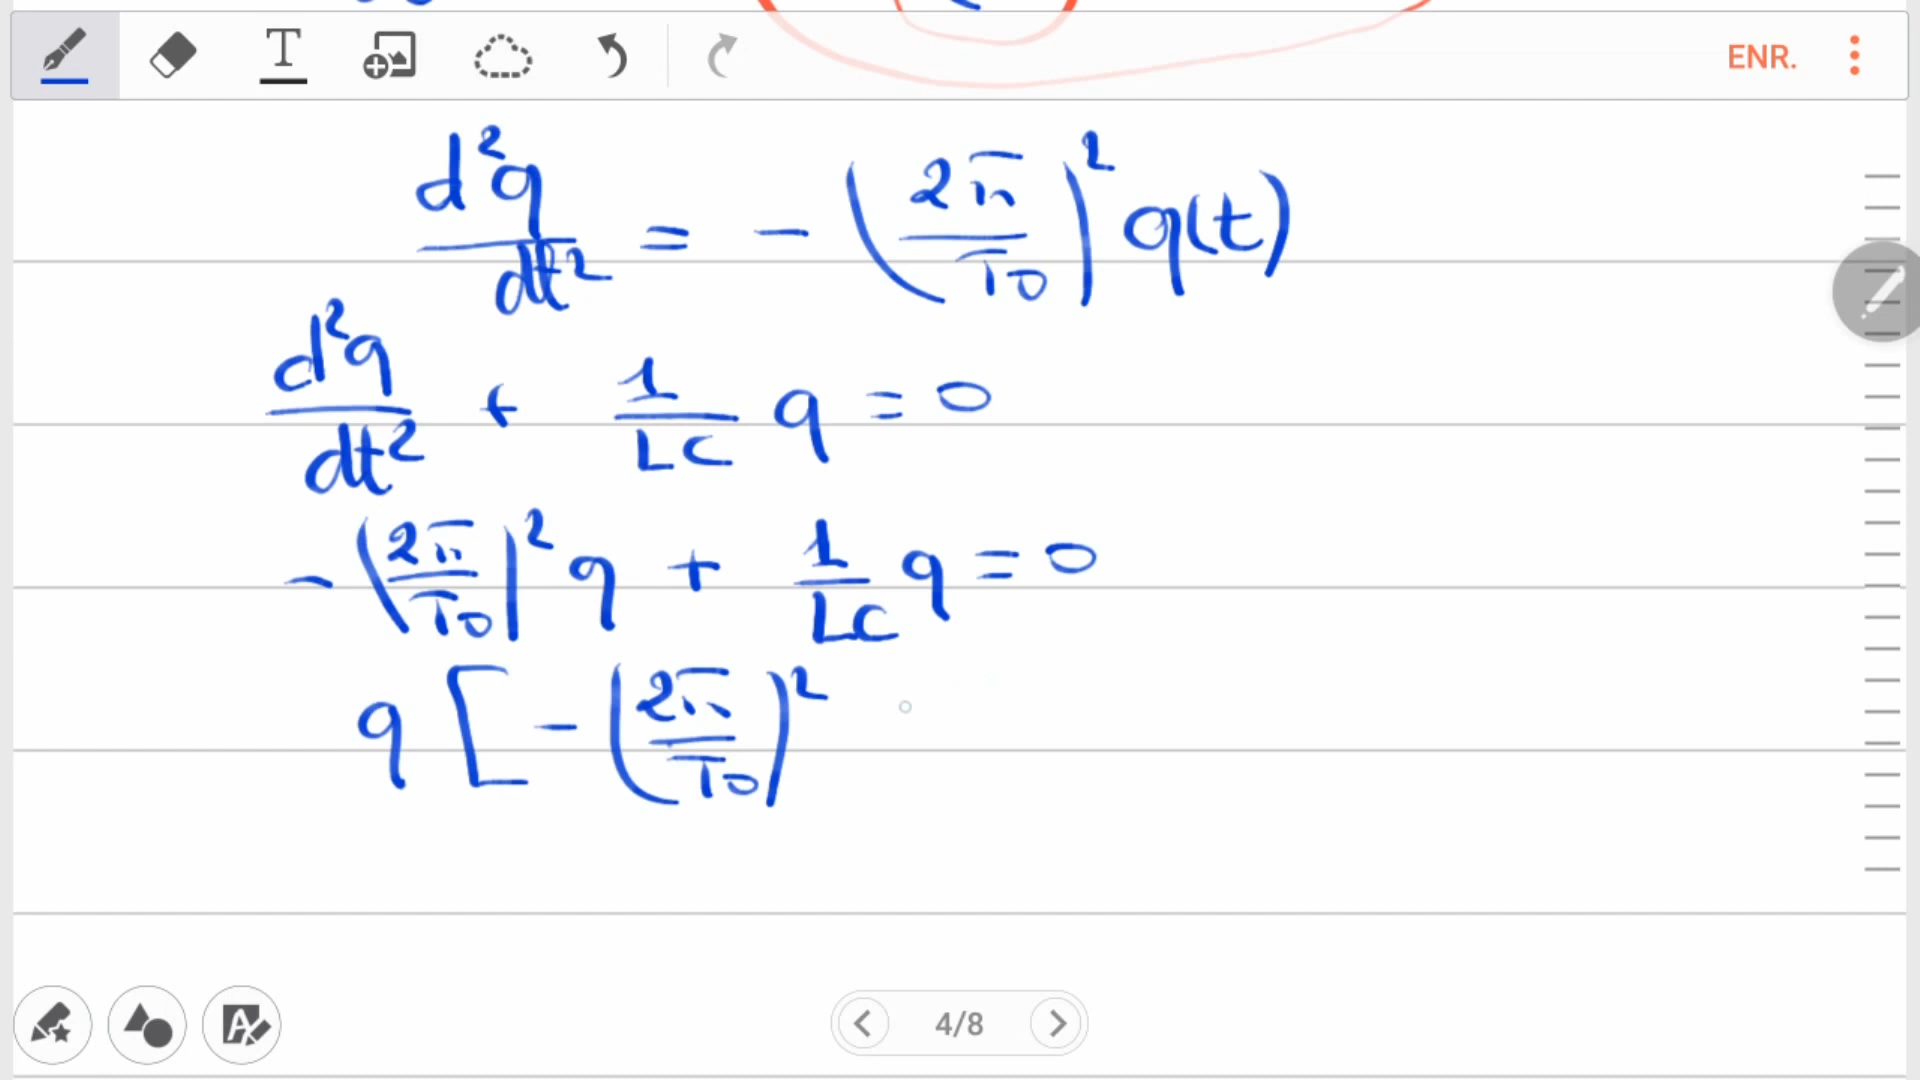 T ENR.
d²q/dt² = - (2π/T0)² q(t)
d²q/dt² + 1/LC q = 0
- (2π/T0)² q + 1/LC q = 0
q [ - (2π/T0)²
4/8